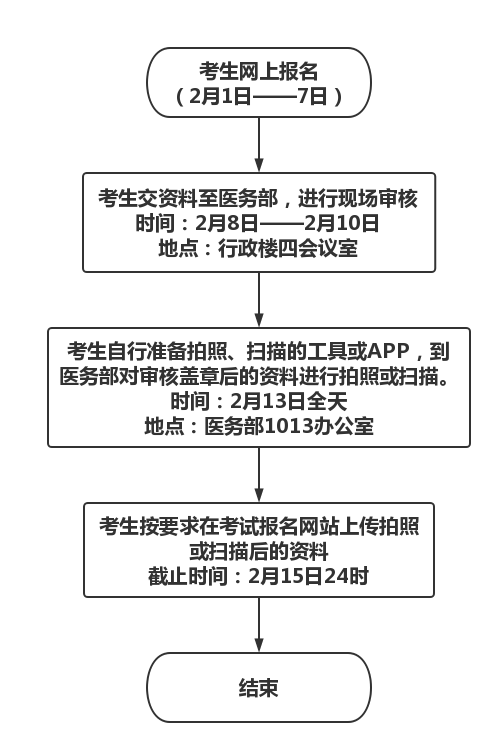 考生网上报名
（2月1日——7日）
考生交资料至医务部，进行现场审核
时间：2月8日——2月10日
地点：行政楼四会议室
考生自行准备拍照、扫描的工具或APP，到
医务部对审核盖章后的资料进行拍照或扫描。
时间：2月13日全天
地点：医务部1013办公室
考生按要求在考试报名网站上传拍照
或扫描后的资料
截止时间：2月15日24时
结束